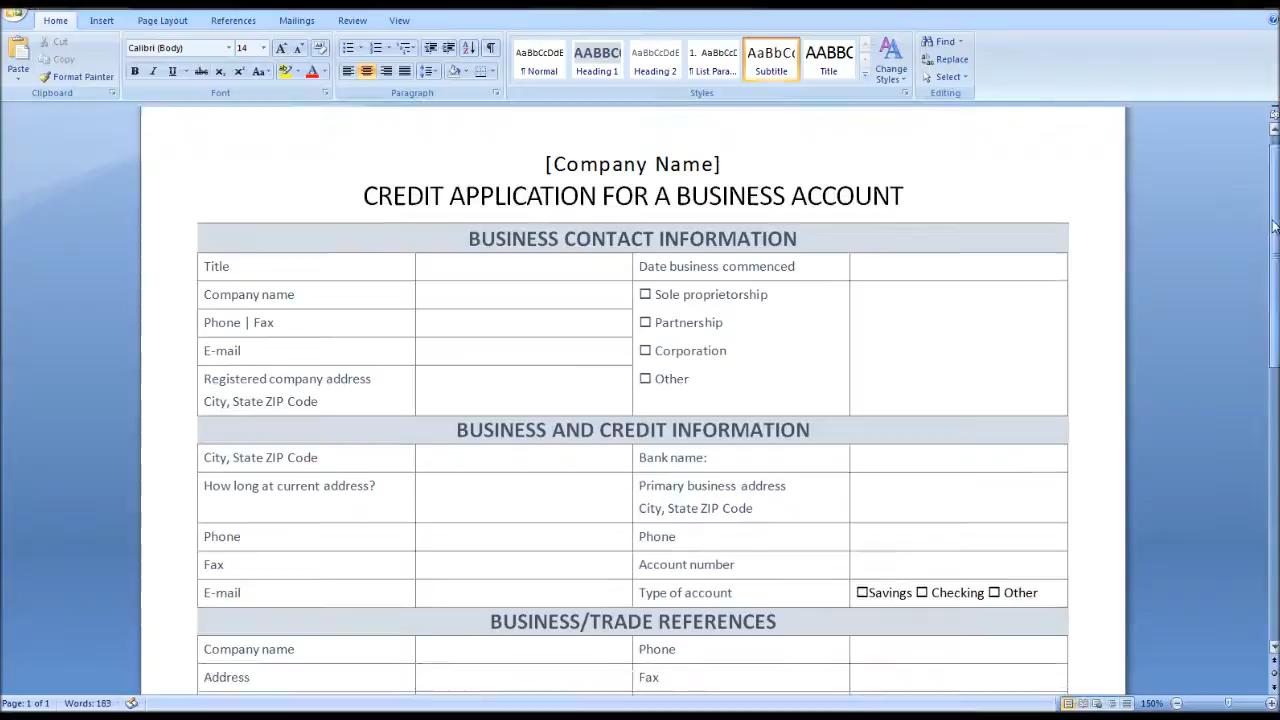 Home Insert Page Layout References Mailings Review View
Paste
Cut
Copy
Format Painter
Clipboard
Calibri (Body) 14
Font
Paragraph
AaBbCcDdE AABBC AaBbCcDdE 1. AaBbCc AaBbCc AABBC
¶ Normal Heading 1 Heading 2 ¶ List Para... Subtitle Title
Change Styles
Styles
Find
Replace
Select
Editing
[Company Name]
CREDIT APPLICATION FOR A BUSINESS ACCOUNT
BUSINESS CONTACT INFORMATION
Title Date business commenced
Company name ☐ Sole proprietorship
Phone | Fax ☐ Partnership
E-mail ☐ Corporation
Registered company address ☐ Other
City, State ZIP Code
BUSINESS AND CREDIT INFORMATION
City, State ZIP Code Bank name:
How long at current address? Primary business address
City, State ZIP Code
Phone Phone
Fax Account number
E-mail Type of account ☐Savings ☐ Checking ☐ Other
BUSINESS/TRADE REFERENCES
Company name Phone
Address Fax
Page: 1 of 1 Words: 183 150%